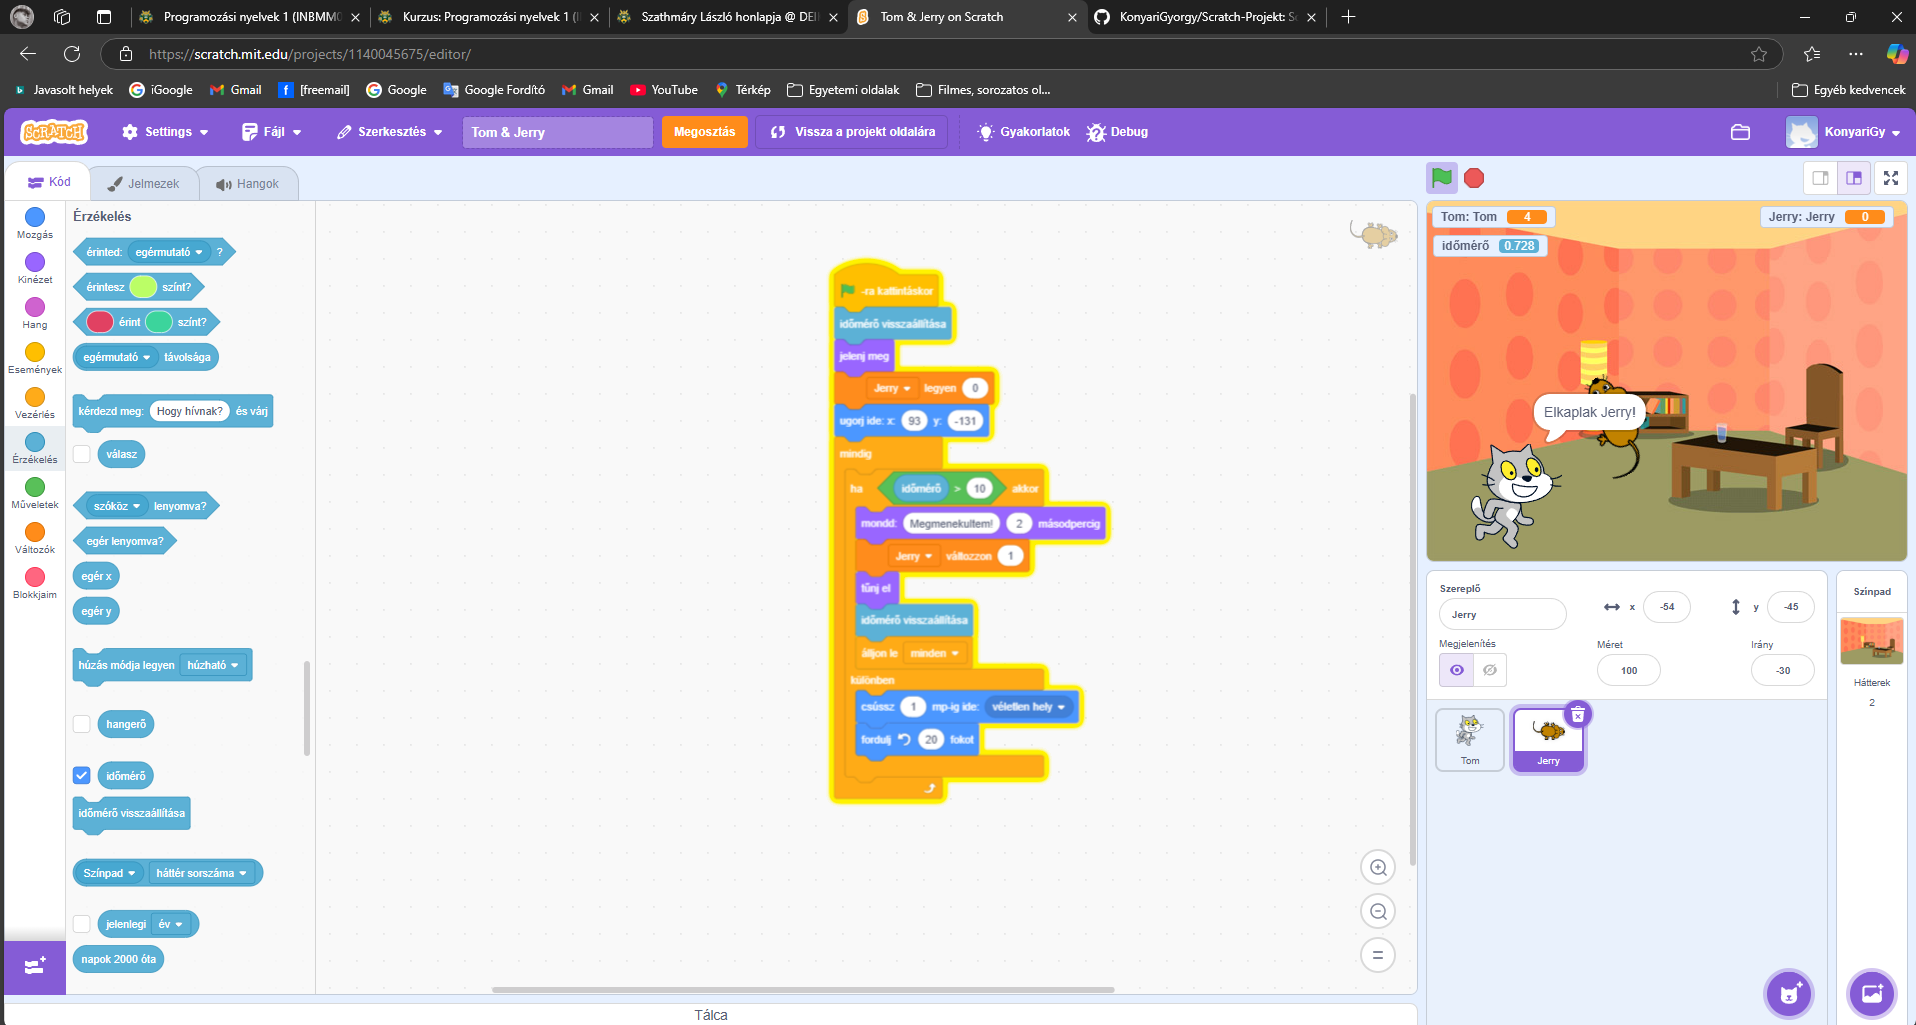 Programozási nyelvek 1 (INBMM0
Kurzus: Programozási nyelvek 1 (I
Szathmáry László honlapja @ DEIK
Tom & Jerry on Scratch
KonyariGyorgy/Scratch-Projekt: Sc
https://scratch.mit.edu/projects/1140045675/editor/
Javasolt helyek
iGoogle
Gmail
[freemail]
Google
Google Fordító
Gmail
YouTube
Térkép
Egyetemi oldalak
Filmes, sorozatos ol...
Egyéb kedvencek
SCRATCH
Settings
Fájl
Szerkesztés
Tom & Jerry
Megosztás
Vissza a projekt oldalára
Gyakorlatok
Debug
KonyariGy
Kód
Jelmezek
Hangok
Mozgás
Kinézet
Hang
Események
Vezérlés
Érzékelés
Műveletek
Változók
Blokkjaim
Érzékelés
érinted: egérmutató ?
érintesz színt?
érint színt?
egérmutató távolsága
kérdezd meg: Hogy hívnak? és várj
válasz
szóköz lenyomva?
egér lenyomva?
egér x
egér y
húzás módja legyen húzható
hangerő
időmérő
időmérő visszaállítása
Színpad háttér sorszáma
jelenlegi év
napok 2000 óta
-ra kattintáskor
időmérő visszaállítása
jelenj meg
Jerry legyen 0
ugorj ide: x: 93 y: -131
mindig
ha időmérő > 10 akkor
mondd: Megmenekultem! 2 másodpercig
Jerry változzon 1
tűnj el
időmérő visszaállítása
álljon le minden
különben
csússz 1 mp-ig ide: véletlen hely
fordulj 20 fokot
Tálca
Tom: Tom 4
Jerry: Jerry 0
időmérő 0.728
Elkaplak Jerry!
Szereplő
Jerry
x -54
y -45
Megjelenítés
Méret
100
Irány
-30
Tom
Jerry
Színpad
Hátterek
2